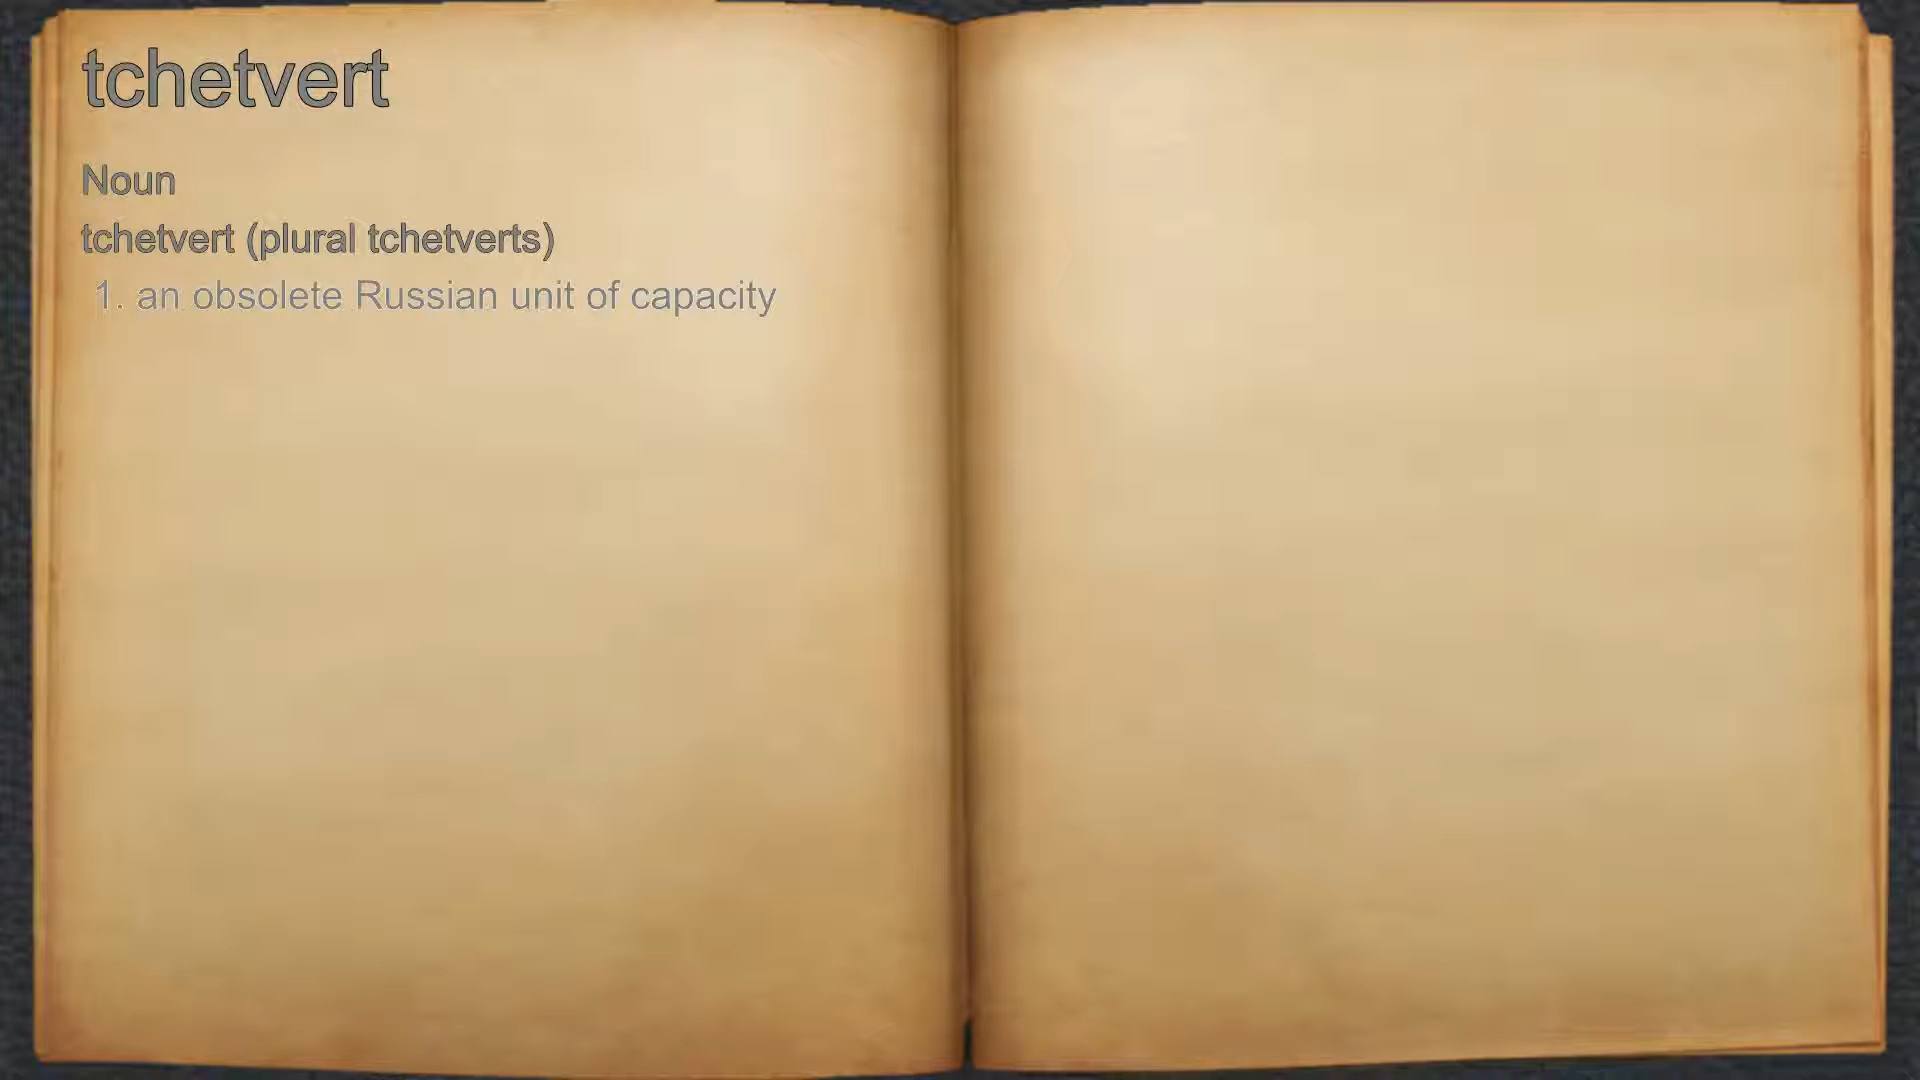 tchetvert
Noun
tchetvert (plural tchetverts)
1. an obsolete Russian unit of capacity